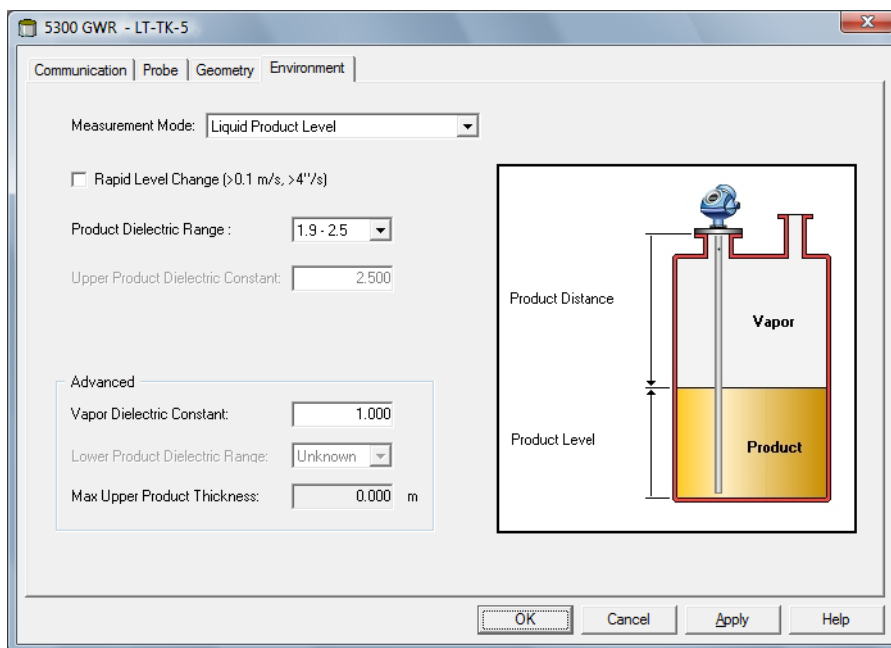 5300 GWR - LT-TK-5
Communication Probe Geometry Environment
Measurement Mode: Liquid Product Level
Rapid Level Change (>0.1 m/s, >4"/s)
Product Dielectric Range : 1.9 - 2.5
Upper Product Dielectric Constant: 2.500
Advanced
Vapor Dielectric Constant: 1.000
Lower Product Dielectric Range: Unknown
Max Upper Product Thickness: 0.000 m
Product Distance
Vapor
Product Level
Product
OK Cancel Apply Help